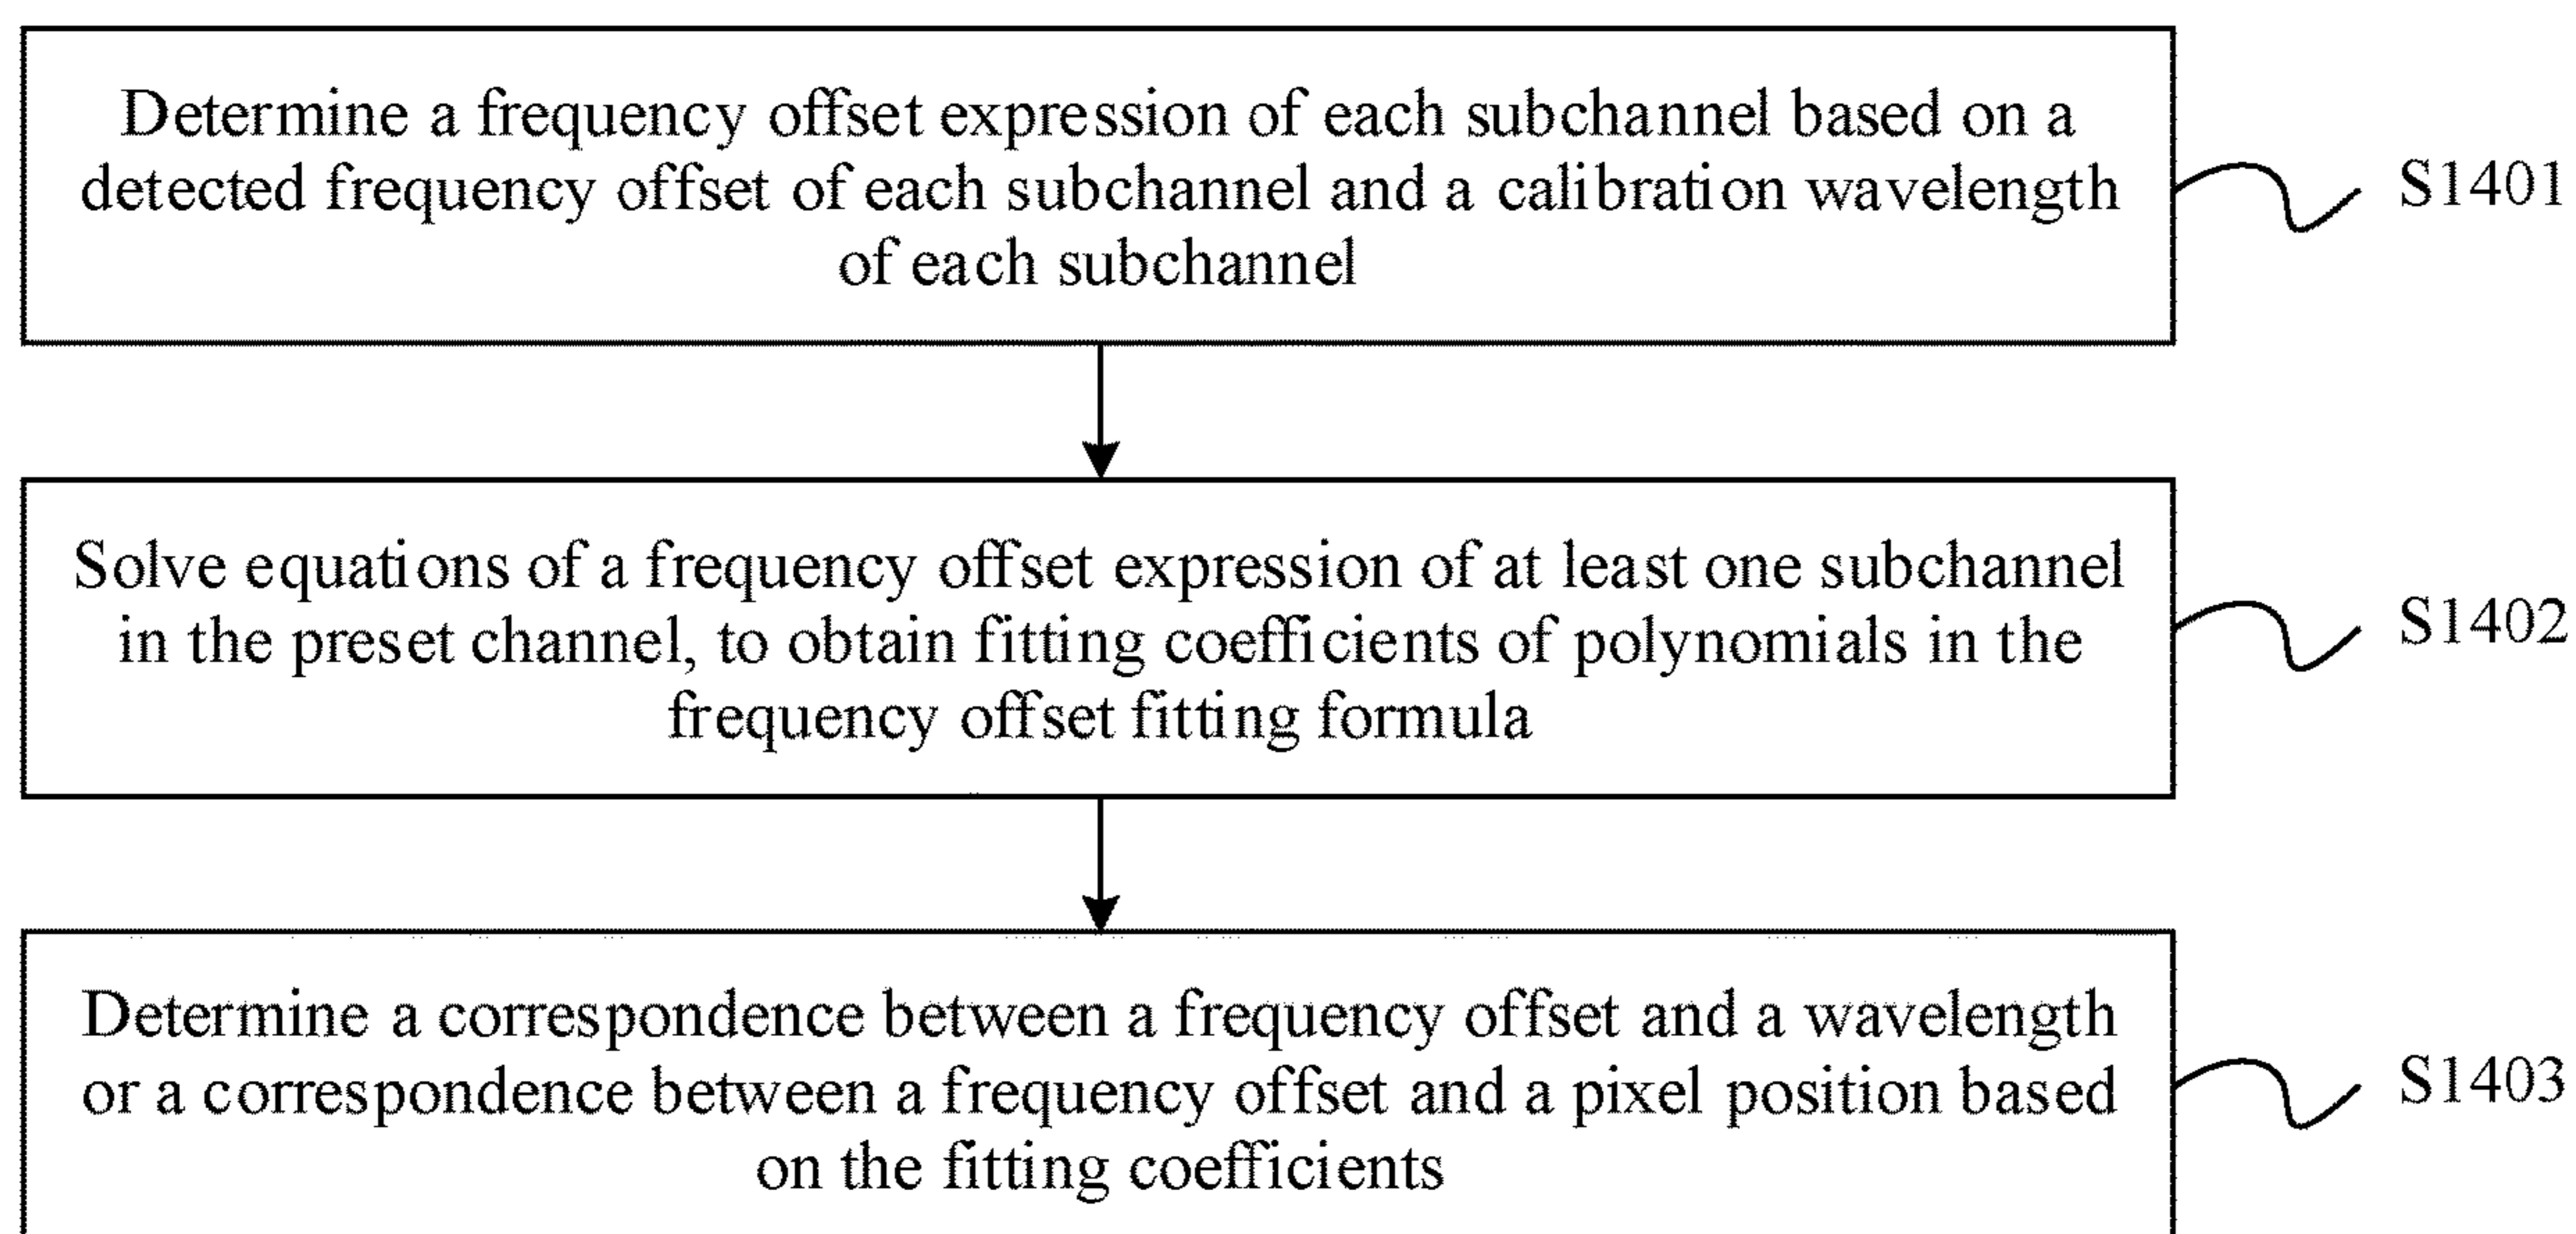 Determine a frequency offset expression of each subchannel based on a
detected frequency offset of each subchannel and a calibration wavelength
of each subchannel
S1401
Solve equations of a frequency offset expression of at least one subchannel
in the preset channel, to obtain fitting coefficients of polynomials in the
frequency offset fitting formula
S1402
Determine a correspondence between a frequency offset and a wavelength
or a correspondence between a frequency offset and a pixel position based
on the fitting coefficients
S1403